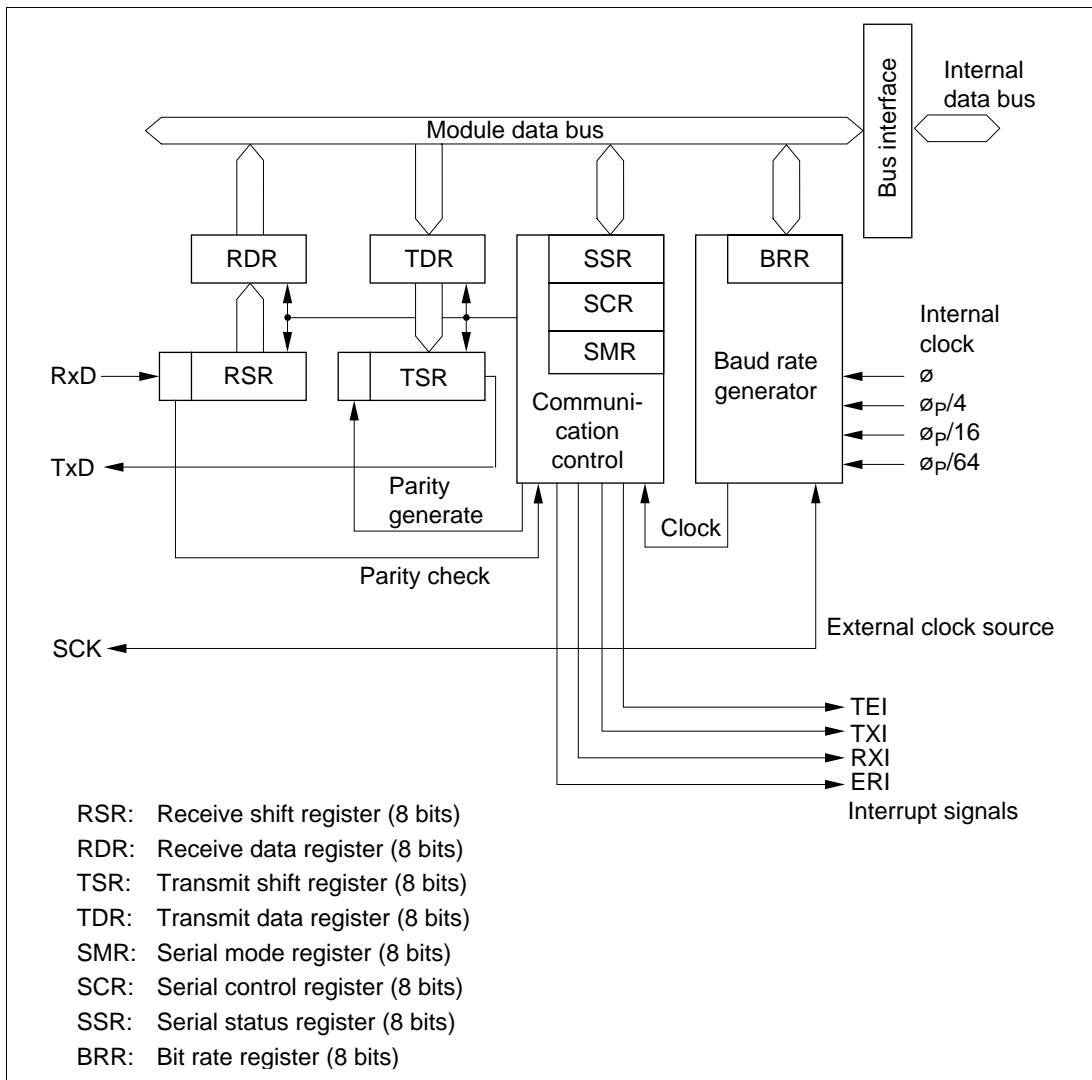 Internal
data bus
Bus interface
Module data bus
RDR
TDR
SSR
BRR
SCR
SMR
RxD
RSR
TSR
Baud rate
generator
Internal
clock
ø
øP/4
øP/16
øP/64
Communi-
cation
control
TxD
Parity
generate
Clock
Parity check
External clock source
SCK
TEI
TXI
RXI
ERI
Interrupt signals
RSR: Receive shift register (8 bits)
RDR: Receive data register (8 bits)
TSR: Transmit shift register (8 bits)
TDR: Transmit data register (8 bits)
SMR: Serial mode register (8 bits)
SCR: Serial control register (8 bits)
SSR: Serial status register (8 bits)
BRR: Bit rate register (8 bits)